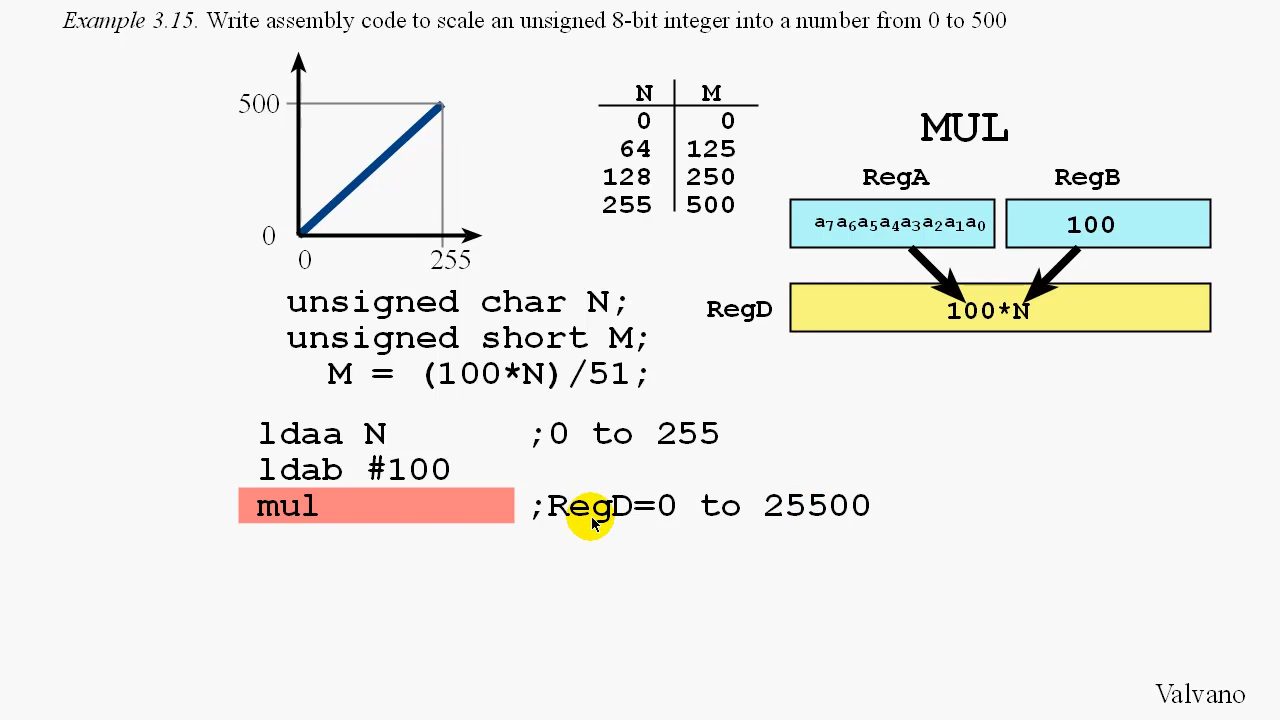 Example 3.15. Write assembly code to scale an unsigned 8-bit integer into a number from 0 to 500
500
0
0 255
N M
0 0
64 125
128 250
255 500
MUL
RegA RegB
a₇a₆a₅a₄a₃a₂a₁a₀ 100
RegD 100*N
unsigned char N;
unsigned short M;
M = (100*N)/51;
ldaa N ;0 to 255
ldab #100
mul ;RegD=0 to 25500
Valvano